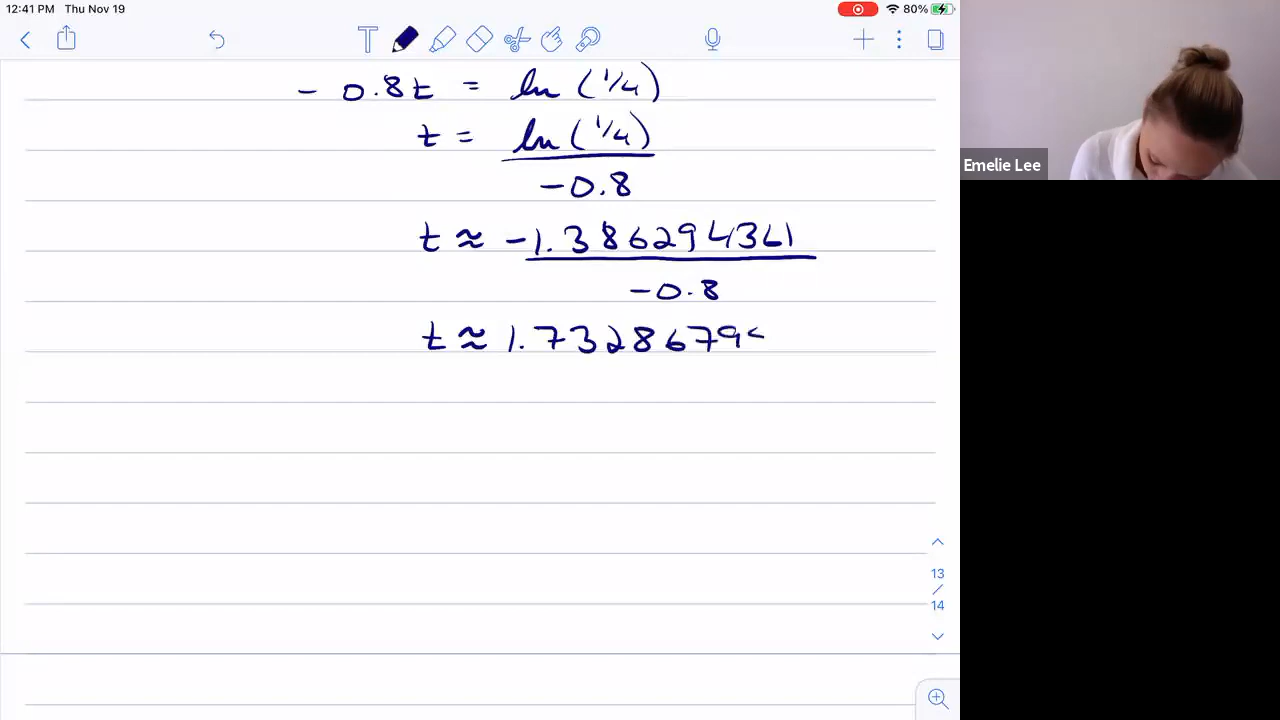 12:41 PM Thu Nov 19
80%
- 0.8t = ln (1/4)
t = ln (1/4)
-0.8
t ≈ -1.386294361
-0.8
t ≈ 1.73286795
Emelie Lee
13
/
14